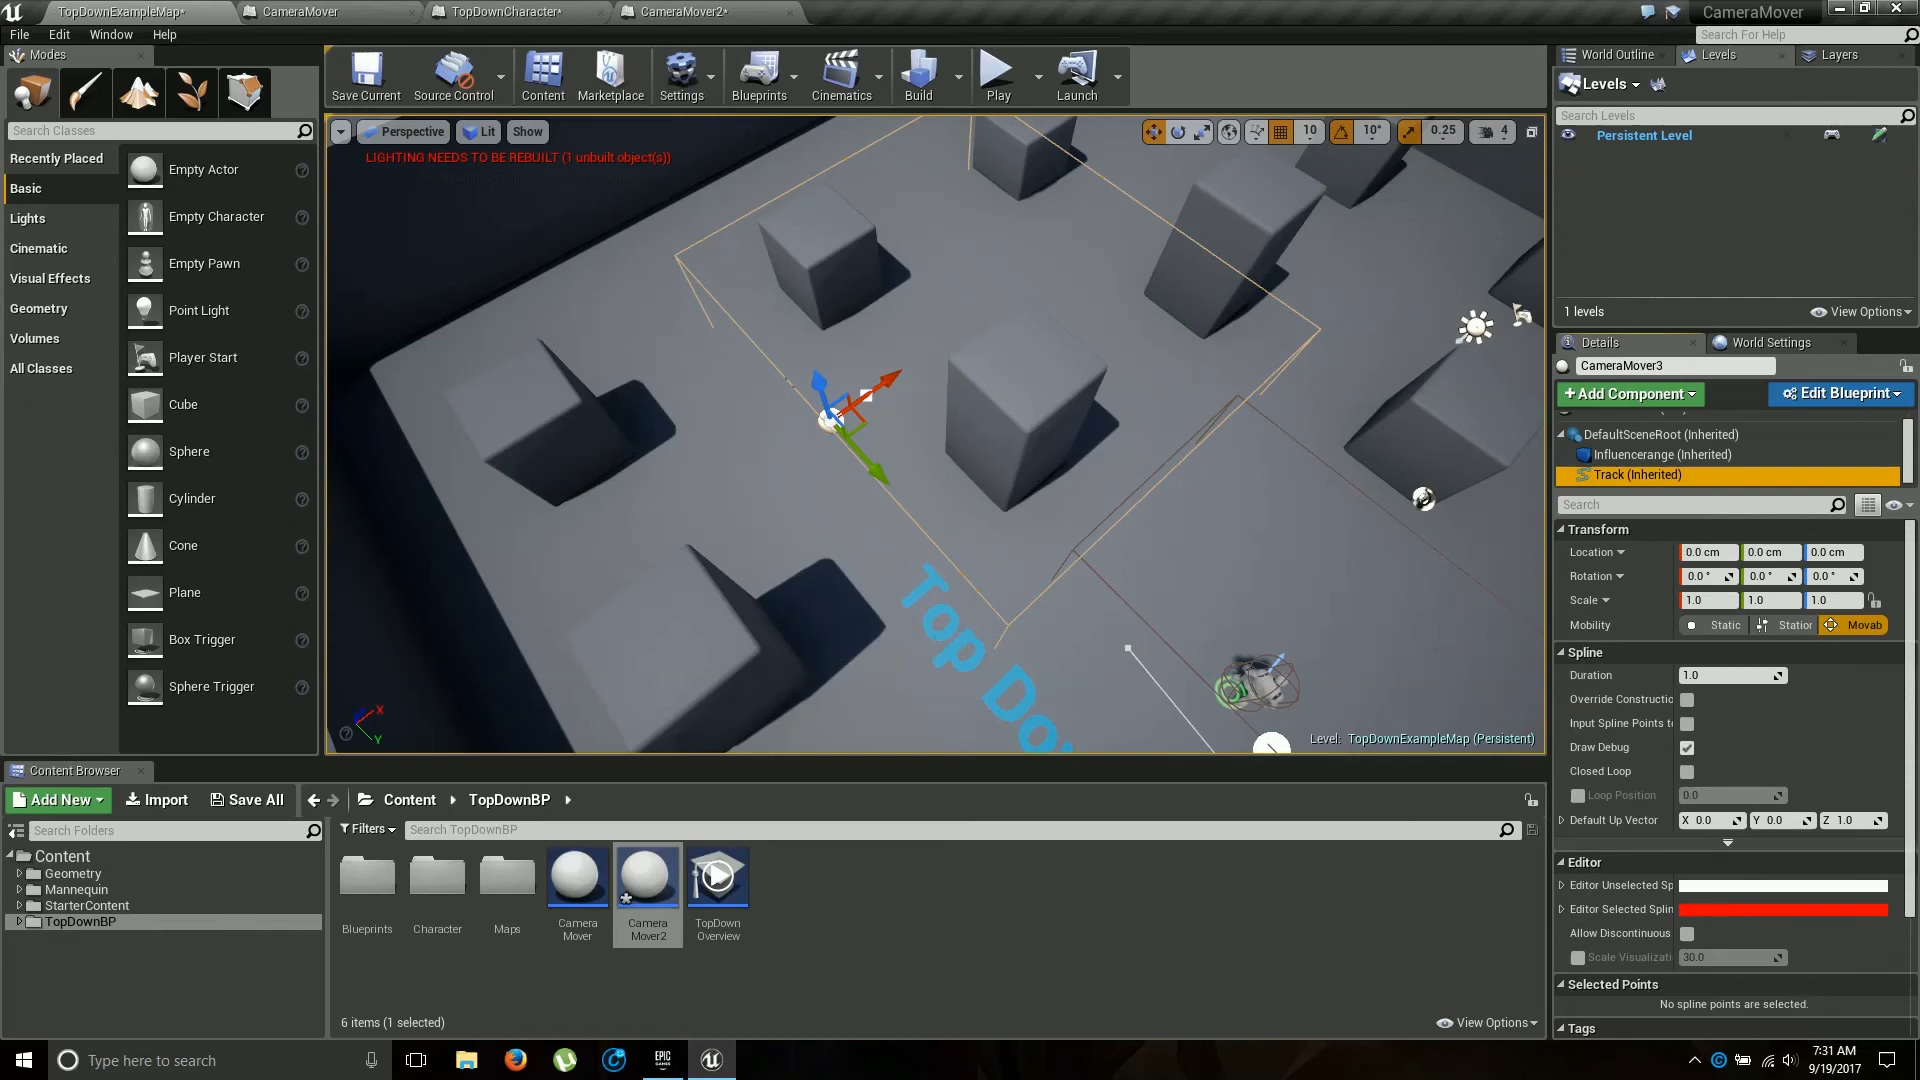 TopDownExampleMap*
CameraMover
TopDownCharacter*
CameraMover2*
CameraMover
File Edit Window Help
Search For Help
Modes
Save Current
Source Control
Content
Marketplace
Settings
Blueprints
Cinematics
Build
Play
Launch
World Outline
Levels
Layers
Levels
Search Classes
Search Levels
Persistent Level
Perspective
Lit
Show
10
10°
0.25
4
LIGHTING NEEDS TO BE REBUILT (1 unbuilt object(s))
Recently Placed
Basic
Lights
Cinematic
Visual Effects
Geometry
Volumes
All Classes
Empty Actor
Empty Character
Empty Pawn
Point Light
Player Start
Cube
Sphere
Cylinder
Cone
Plane
Box Trigger
Sphere Trigger
Top Dow
X
Y
Level: TopDownExampleMap (Persistent)
1 levels
View Options
Details
World Settings
CameraMover3
+Add Component
Edit Blueprint
DefaultSceneRoot (Inherited)
Influencerange (Inherited)
Track (Inherited)
Search
Transform
Location 0.0 cm 0.0 cm 0.0 cm
Rotation 0.0 ° 0.0 ° 0.0 °
Scale 1.0 1.0 1.0
Mobility Static Station Movab
Spline
Duration 1.0
Override Constructio
Input Spline Points to
Draw Debug
Closed Loop
Loop Position 0.0
Default Up Vector X 0.0 Y 0.0 Z 1.0
Editor
Editor Unselected Sp
Editor Selected Splin
Allow Discontinuous
Scale Visualizati 30.0
Selected Points
No spline points are selected.
Tags
Content Browser
Add New
Import
Save All
Content
TopDownBP
Search Folders
Filters
Search TopDownBP
Content
Geometry
Mannequin
StarterContent
TopDownBP
Blueprints
Character
Maps
Camera
Mover
Camera
Mover2
TopDown
Overview
6 items (1 selected)
View Options
Type here to search
EPIC
GAMES
7:31 AM
9/19/2017